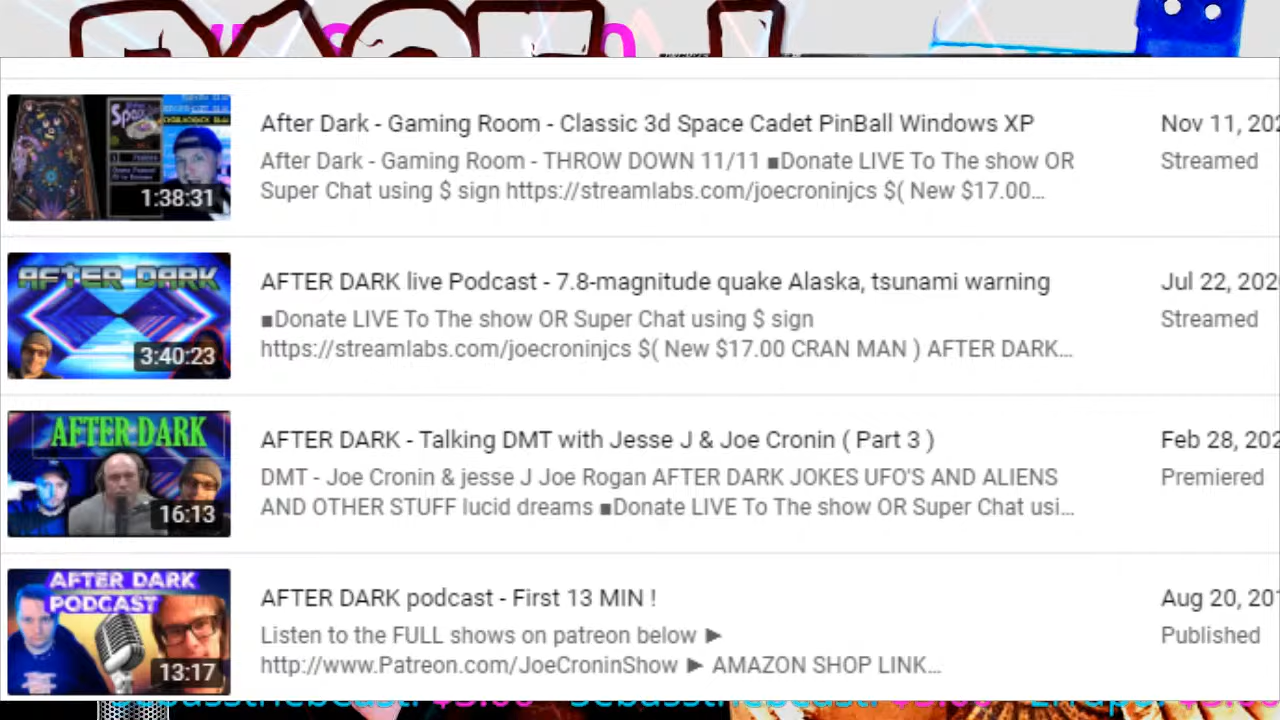 After Dark - Gaming Room - Classic 3d Space Cadet PinBall Windows XP
Nov 11, 202
After Dark - Gaming Room - THROW DOWN 11/11 ■Donate LIVE To The show OR
Streamed
Super Chat using $ sign https://streamlabs.com/joecroninjcs $( New $17.00…
1:38:31
AFTER DARK
AFTER DARK live Podcast - 7.8-magnitude quake Alaska, tsunami warning
Jul 22, 202
■Donate LIVE To The show OR Super Chat using $ sign
Streamed
https://streamlabs.com/joecroninjcs $( New $17.00 CRAN MAN ) AFTER DARK…
3:40:23
AFTER DARK
AFTER DARK - Talking DMT with Jesse J & Joe Cronin ( Part 3 )
Feb 28, 202
DMT - Joe Cronin & jesse J Joe Rogan AFTER DARK JOKES UFO'S AND ALIENS
Premiered
AND OTHER STUFF lucid dreams ■Donate LIVE To The show OR Super Chat usi…
16:13
AFTER DARK
PODCAST
AFTER DARK podcast - First 13 MIN !
Aug 20, 201
Listen to the FULL shows on patreon below ►
Published
http://www.Patreon.com/JoeCroninShow ► AMAZON SHOP LINK…
13:17